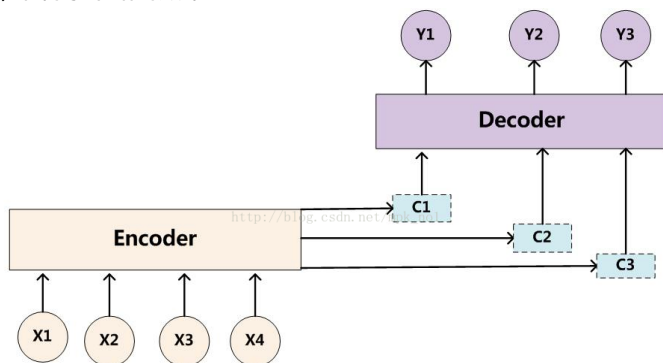 Y1 Y2 Y3
Decoder
C1
C2
C3
Encoder
X1 X2 X3 X4